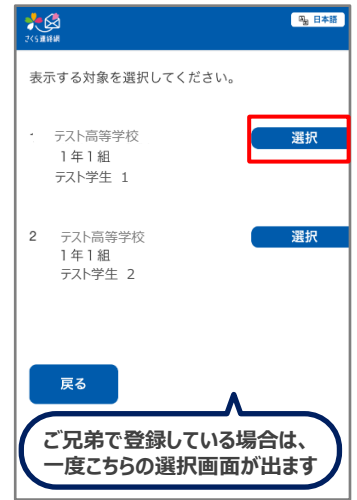 さくら連絡網
日本語
表示する対象を選択してください。
テスト高等学校
選択
1年1組
テスト学生 1
2 テスト高等学校
選択
1年1組
テスト学生 2
戻る
ご兄弟で登録している場合は、
一度こちらの選択画面が出ます